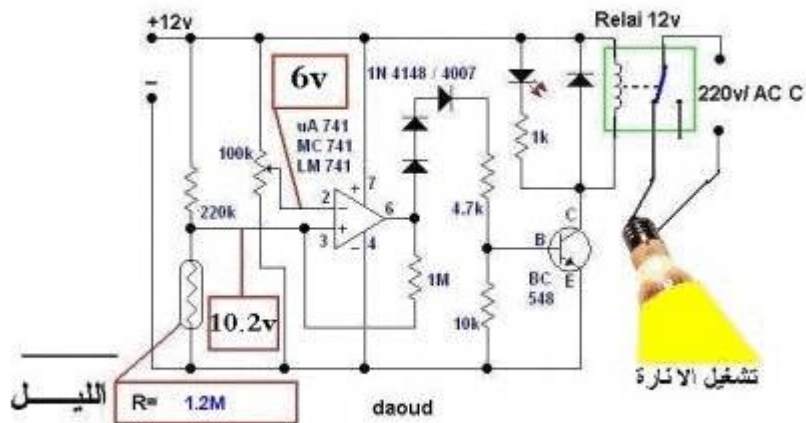 Relai 12v
+12v
6v
1N 4148 / 4007
220v/ AC C
uA 741
MC 741
LM 741
100k
1k
+ 7
2 -
6
220k
+
3
- 4
4.7k
C
B
1M
BC
548
E
10.2v
10k
الليــل
R= 1.2M
daoud
تشغيل الانارة